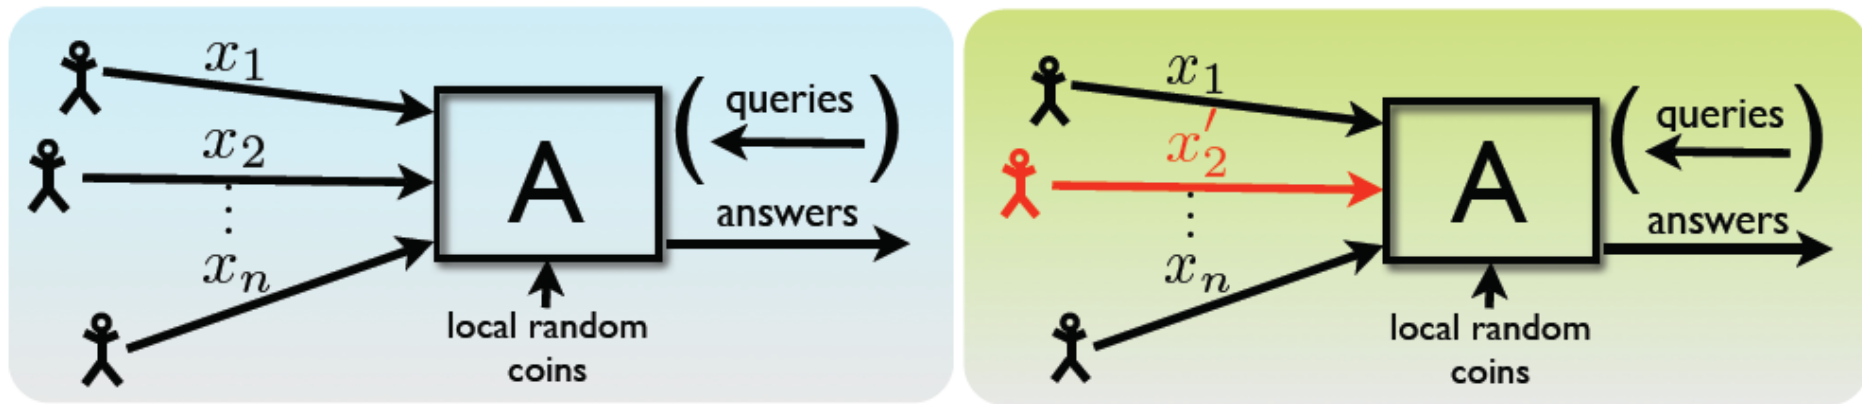 x₁
x₂
⋮
xₙ
A
( queries )
answers
local random
coins
x₁
x₂′
⋮
xₙ
A
( queries )
answers
local random
coins